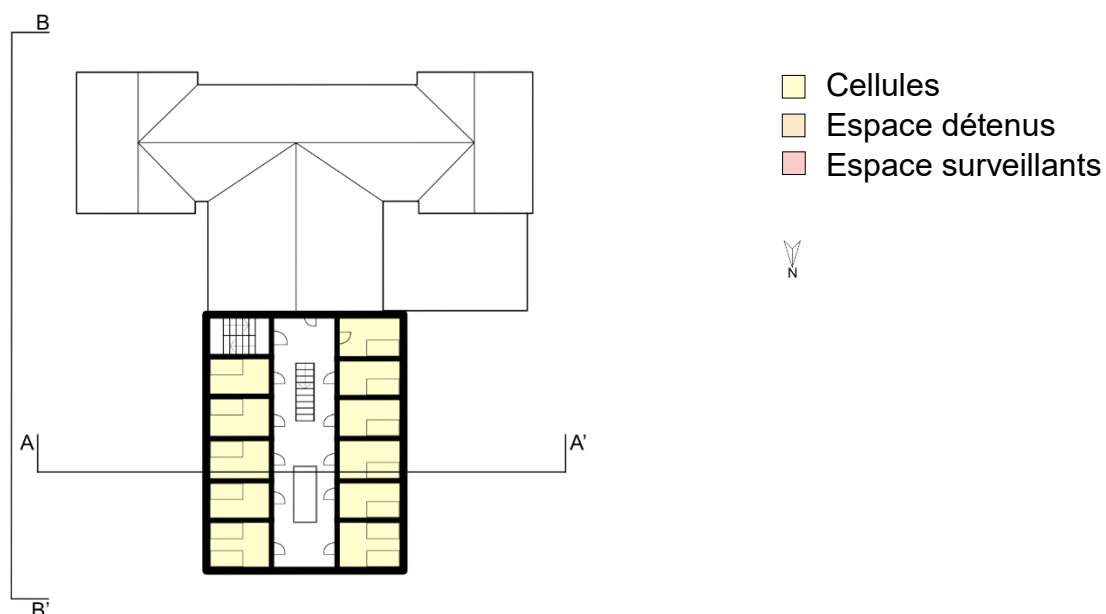 B
Cellules
Espace détenus
Espace surveillants
N
A
A'
B'